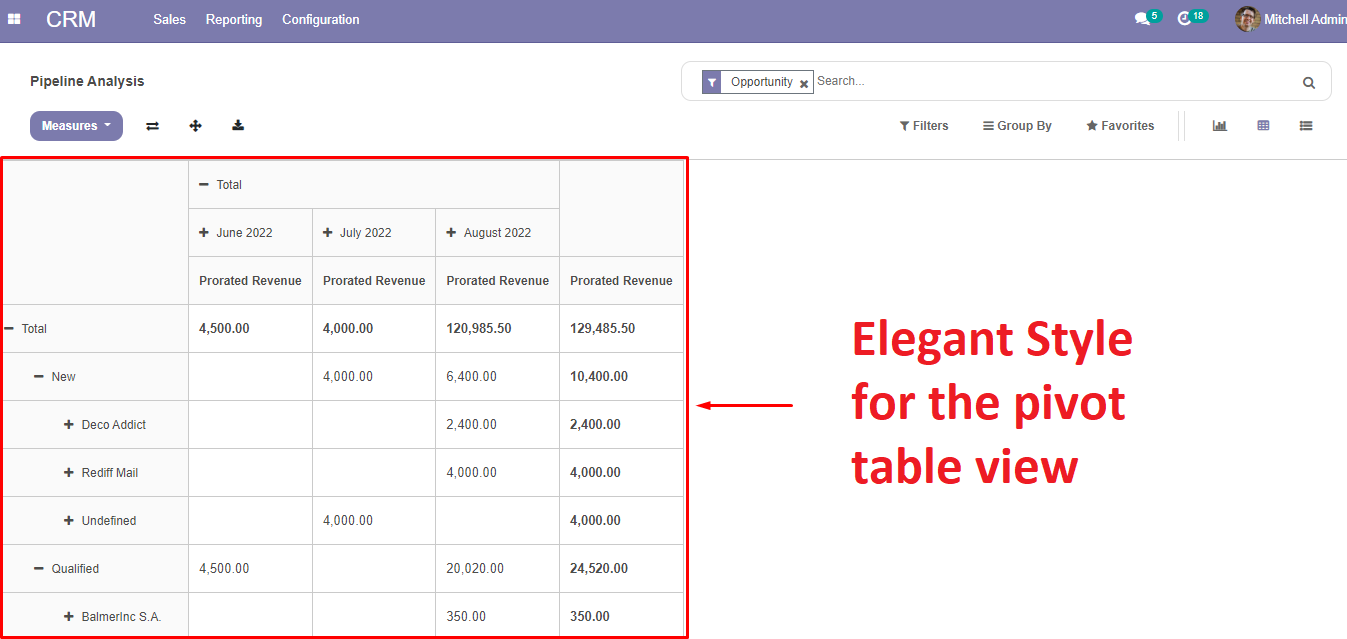 CRM Sales Reporting Configuration 5 18 Mitchell Admin
Pipeline Analysis Opportunity Search...
Measures Filters Group By Favorites
Total
June 2022 July 2022 August 2022
Prorated Revenue Prorated Revenue Prorated Revenue Prorated Revenue
Total 4,500.00 4,000.00 120,985.50 129,485.50
New 4,000.00 6,400.00 10,400.00
Deco Addict 2,400.00 2,400.00
Rediff Mail 4,000.00 4,000.00
Undefined 4,000.00 4,000.00
Qualified 4,500.00 20,020.00 24,520.00
BalmerInc S.A. 350.00 350.00
Elegant Style
for the pivot
table view